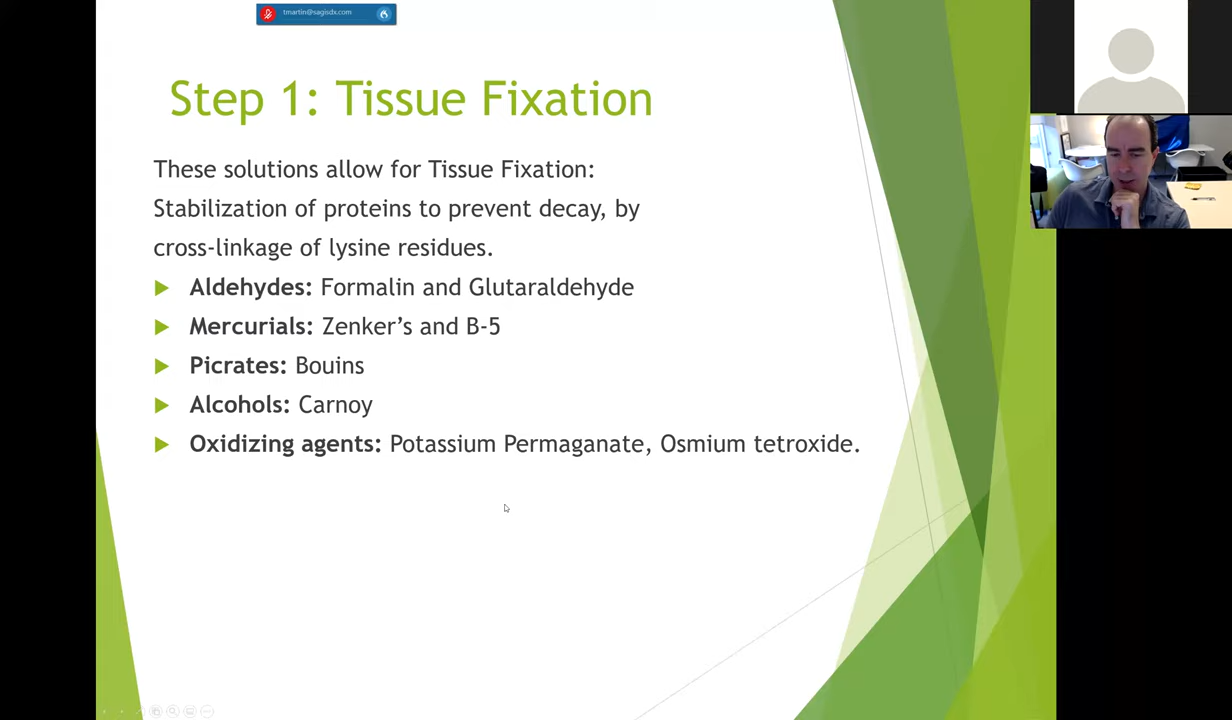 tmartin@sagisdx.com
Step 1: Tissue Fixation
These solutions allow for Tissue Fixation:
Stabilization of proteins to prevent decay, by
cross-linkage of lysine residues.
Aldehydes: Formalin and Glutaraldehyde
Mercurials: Zenker's and B-5
Picrates: Bouins
Alcohols: Carnoy
Oxidizing agents: Potassium Permaganate, Osmium tetroxide.